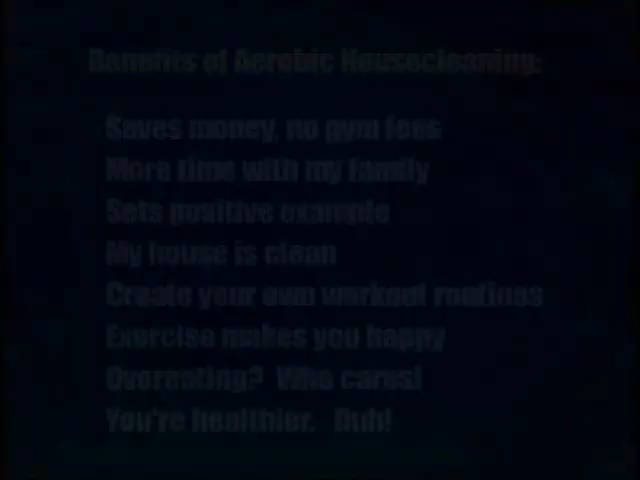 Benefits of Aerobic Housecleaning:
Saves money, no gym fees
More time with my family
Sets positive example
My house is clean
Create your own workout routines
Exercise makes you happy
Overeating? Who cares!
You're healthier. Duh!